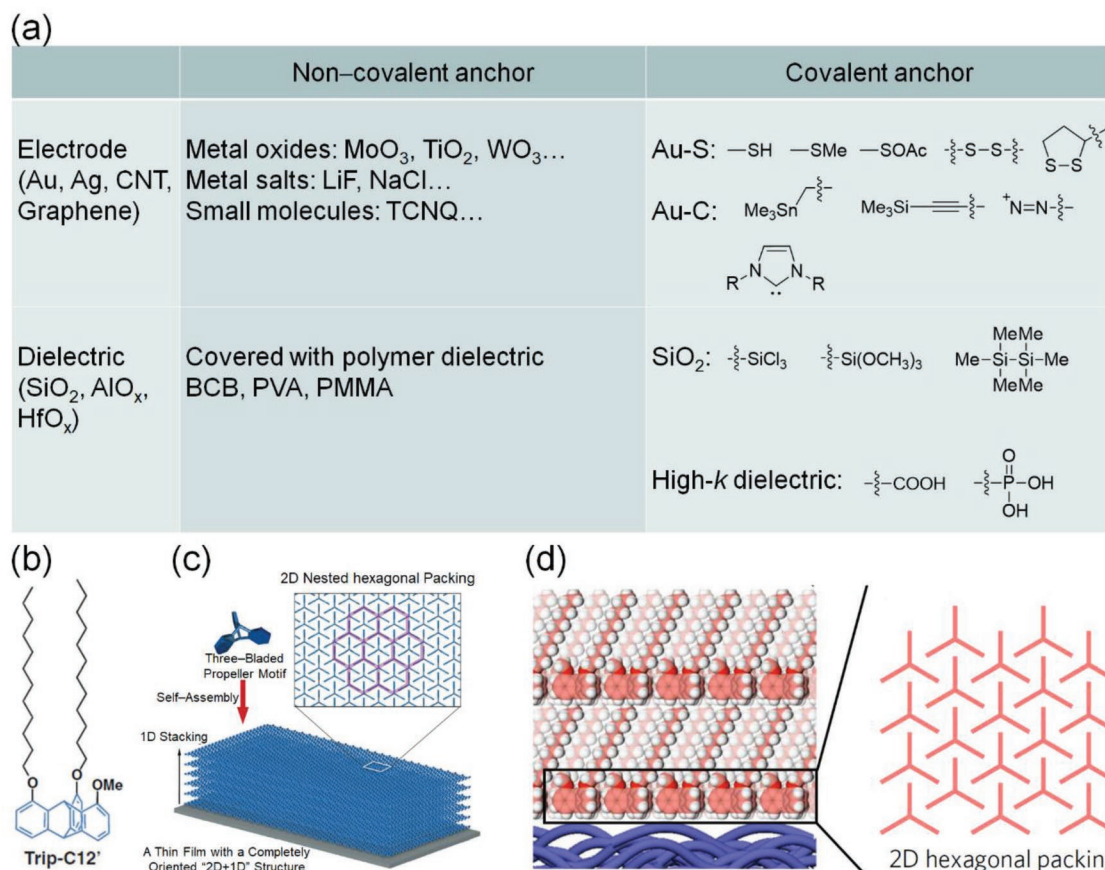 (a)
Non–covalent anchor
Covalent anchor
Electrode
(Au, Ag, CNT,
Graphene)
Metal oxides: MoO3, TiO2, WO3...
Metal salts: LiF, NaCl...
Small molecules: TCNQ...
Au-S: —SH —SMe —SOAc S–S S–S
Au-C: Me3Sn Me3Si N=N +
R N N R
Dielectric
(SiO2, AlOx,
HfOx)
Covered with polymer dielectric
BCB, PVA, PMMA
SiO2: SiCl3 Si(OCH3)3
Me Me
Me–Si–Si–Me
Me Me
High-k dielectric: COOH
O
P–OH
OH
(b)
O
O
OMe
Trip-C12'
(c)
2D Nested hexagonal Packing
Three–Bladed
Propeller Motif
Self–Assembly
1D Stacking
A Thin Film with a Completely
Oriented "2D+1D" Structure
(d)
2D hexagonal packin